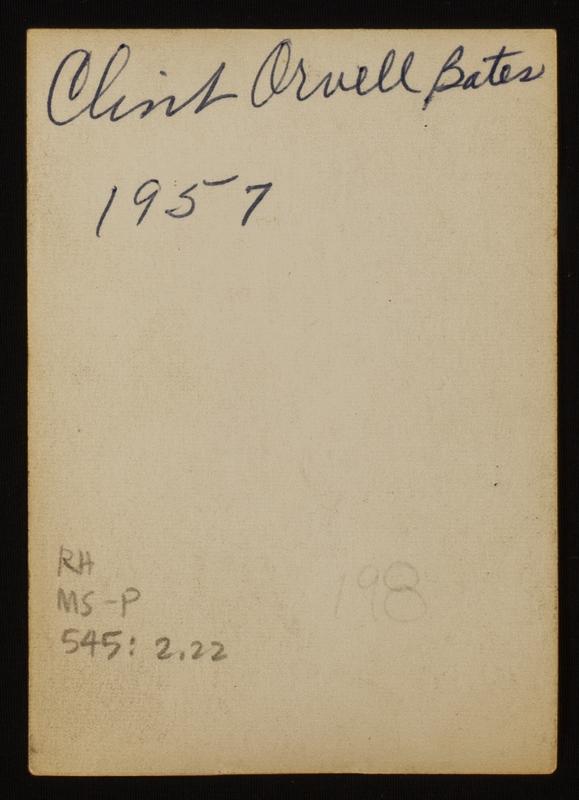 Clint Orvell Bates
1957
RH
MS-P
545: 2.22
198